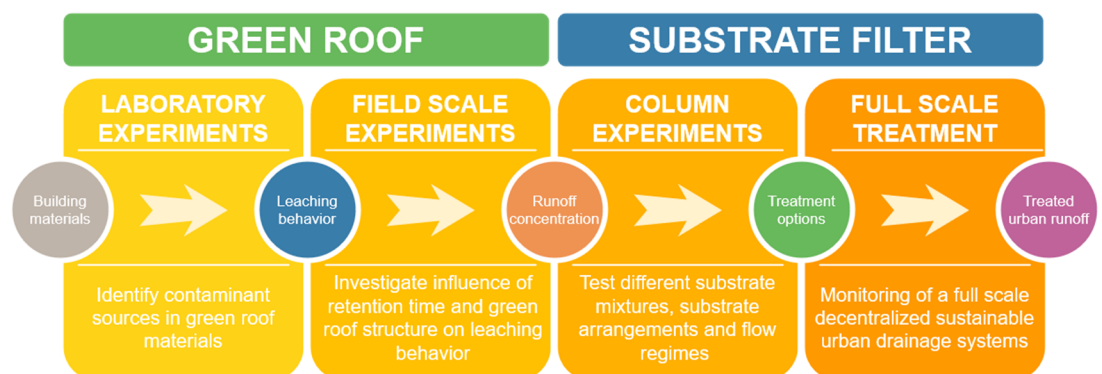 GREEN ROOF
SUBSTRATE FILTER
LABORATORY
EXPERIMENTS
FIELD SCALE
EXPERIMENTS
COLUMN
EXPERIMENTS
FULL SCALE
TREATMENT
Building
materials
Leaching
behavior
Runoff
concentration
Treatment
options
Treated
urban runoff
Identify contaminant
sources in green roof
materials
Investigate influence of
retention time and green
roof structure on leaching
behavior
Test different substrate
mixtures, substrate
arrangements and flow
regimes
Monitoring of a full scale
decentralized sustainable
urban drainage systems